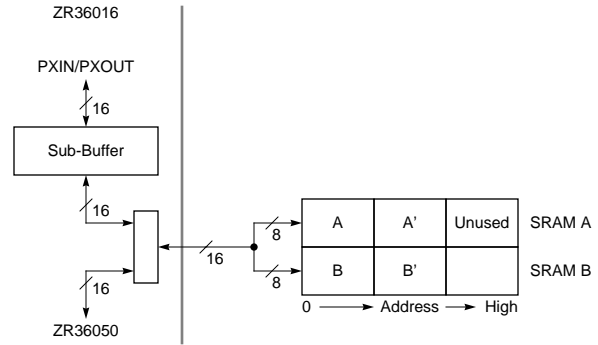 ZR36016
PXIN/PXOUT
16
Sub-Buffer
16
A A' Unused SRAM A
8
16
B B' SRAM B
16
8
0 Address High
ZR36050